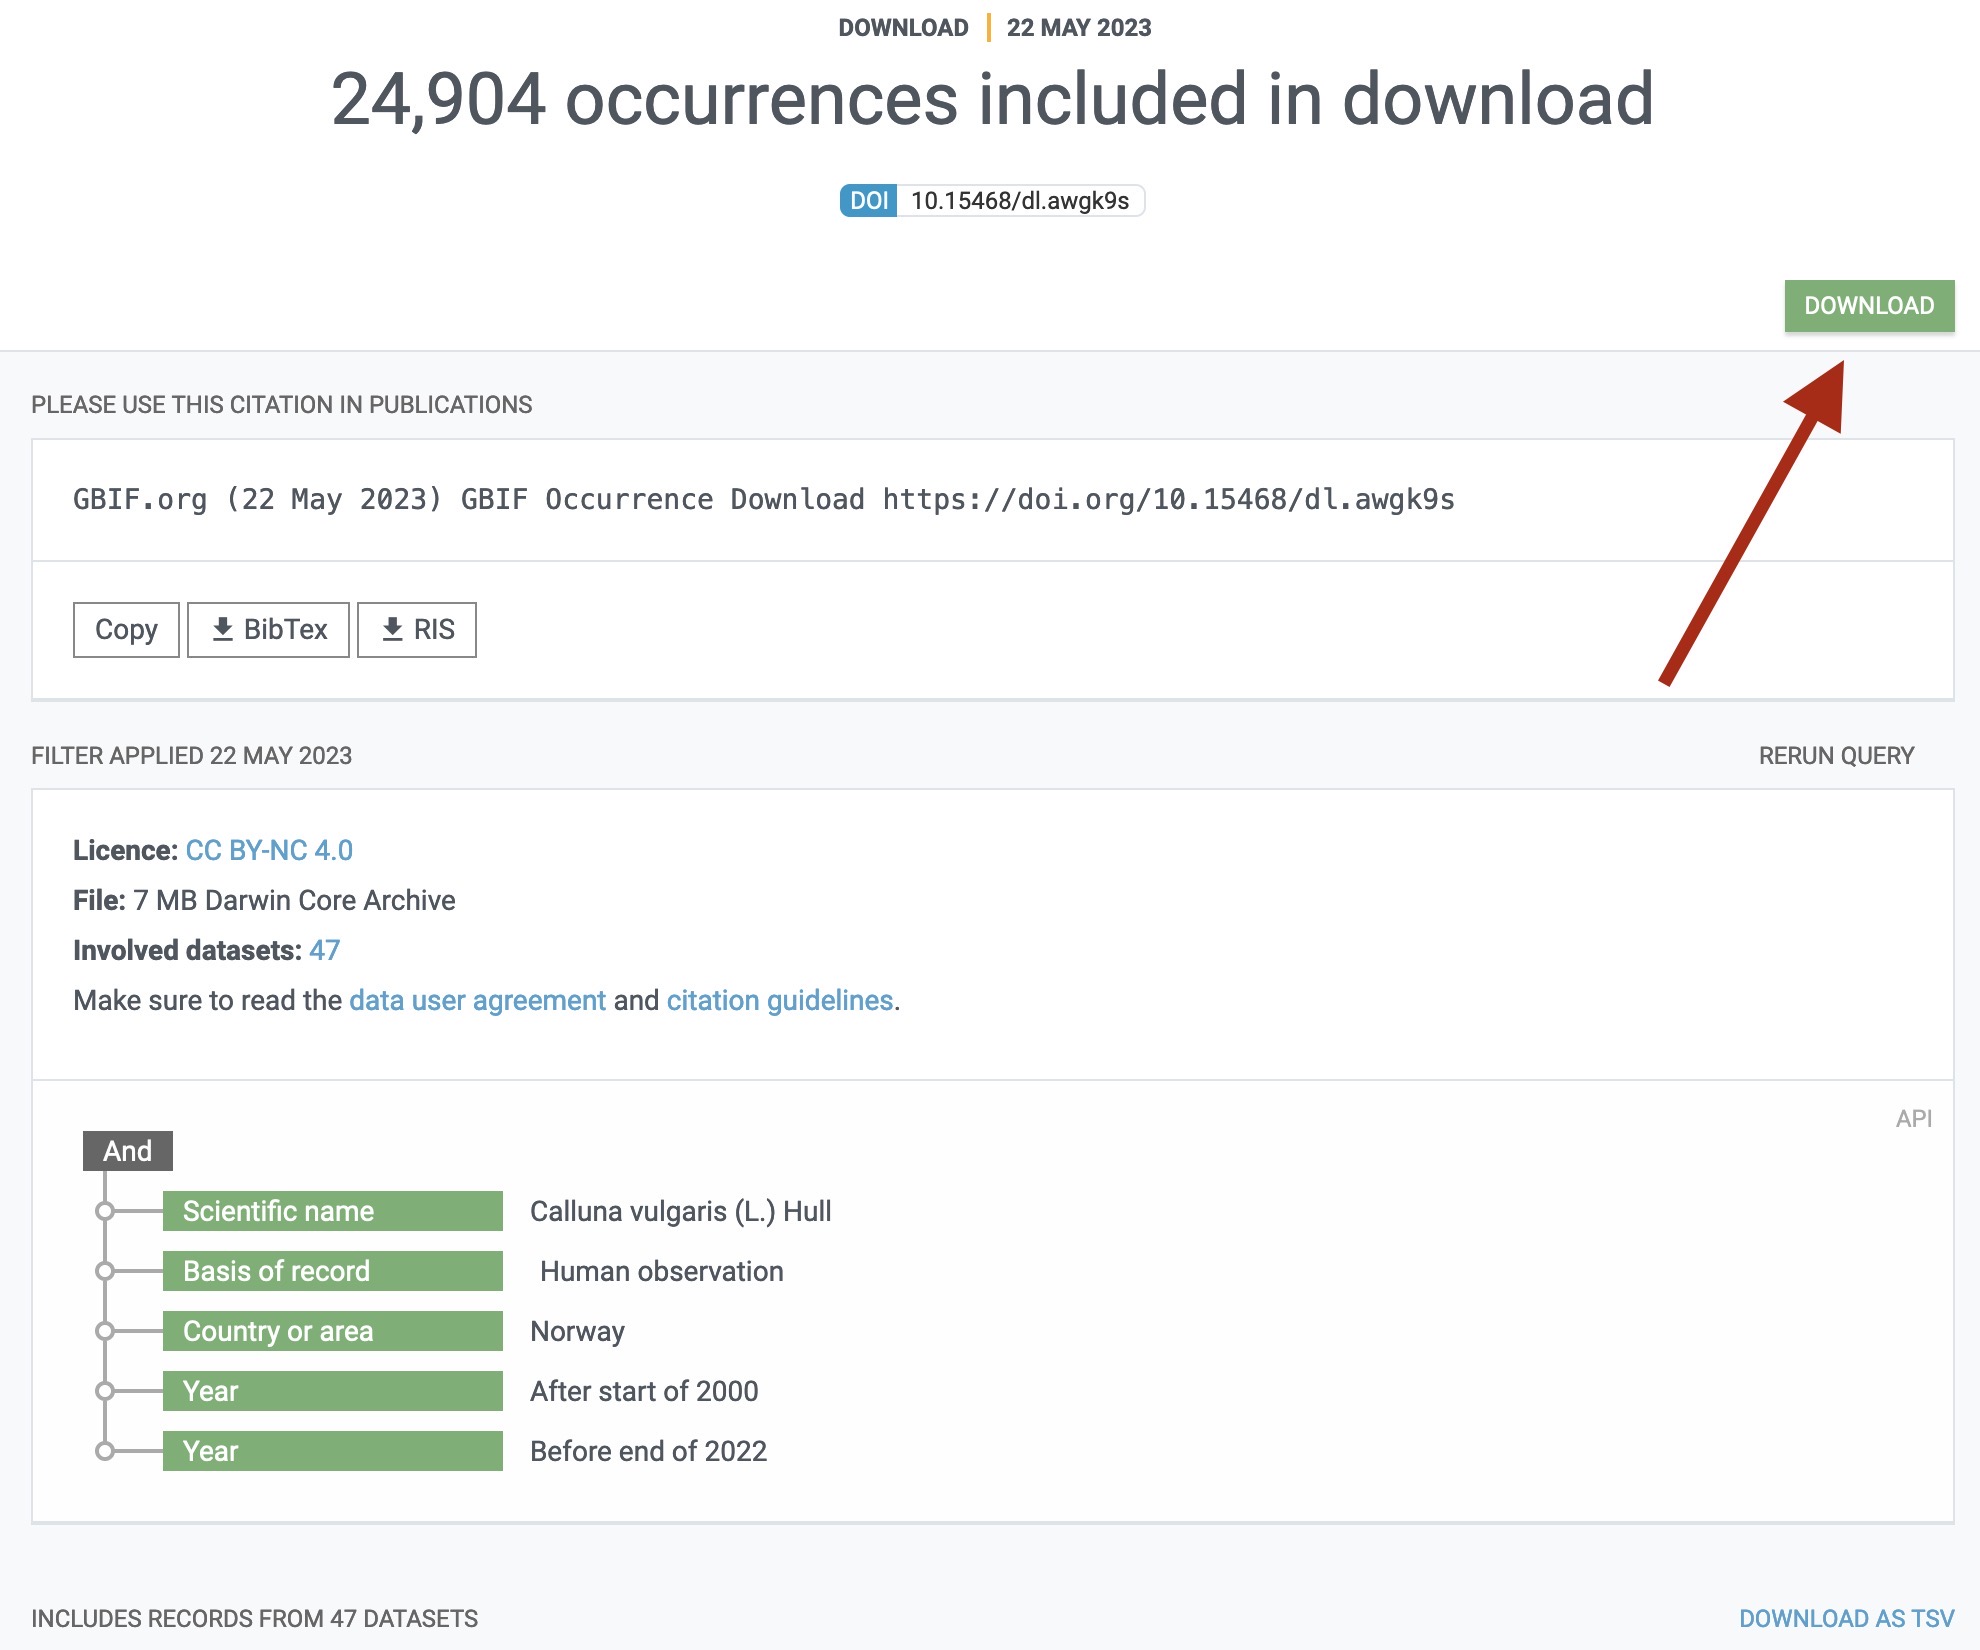 DOWNLOAD | 22 MAY 2023
24,904 occurrences included in download
DOI 10.15468/dl.awgk9s
DOWNLOAD
PLEASE USE THIS CITATION IN PUBLICATIONS
GBIF.org (22 May 2023) GBIF Occurrence Download https://doi.org/10.15468/dl.awgk9s
Copy BibTex RIS
FILTER APPLIED 22 MAY 2023 RERUN QUERY
Licence: CC BY-NC 4.0
File: 7 MB Darwin Core Archive
Involved datasets: 47
Make sure to read the data user agreement and citation guidelines.
API
And
Scientific name Calluna vulgaris (L.) Hull
Basis of record Human observation
Country or area Norway
Year After start of 2000
Year Before end of 2022
INCLUDES RECORDS FROM 47 DATASETS DOWNLOAD AS TSV